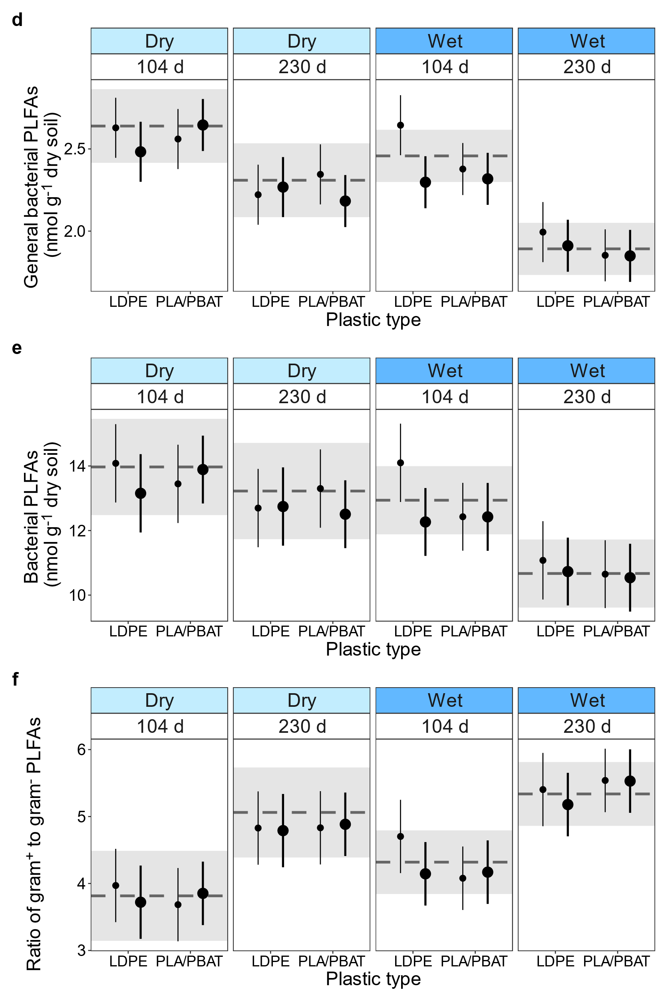 d
Dry Dry Wet Wet
104 d 230 d 104 d 230 d
General bacterial PLFAs
(nmol g-1 dry soil)
2.5
2.0
LDPE PLA/PBAT LDPE PLA/PBAT LDPE PLA/PBAT LDPE PLA/PBAT
Plastic type
e
Dry Dry Wet Wet
104 d 230 d 104 d 230 d
Bacterial PLFAs
(nmol g-1 dry soil)
14
12
10
LDPE PLA/PBAT LDPE PLA/PBAT LDPE PLA/PBAT LDPE PLA/PBAT
Plastic type
f
Dry Dry Wet Wet
104 d 230 d 104 d 230 d
Ratio of gram+ to gram- PLFAs
6
5
4
3
LDPE PLA/PBAT LDPE PLA/PBAT LDPE PLA/PBAT LDPE PLA/PBAT
Plastic type